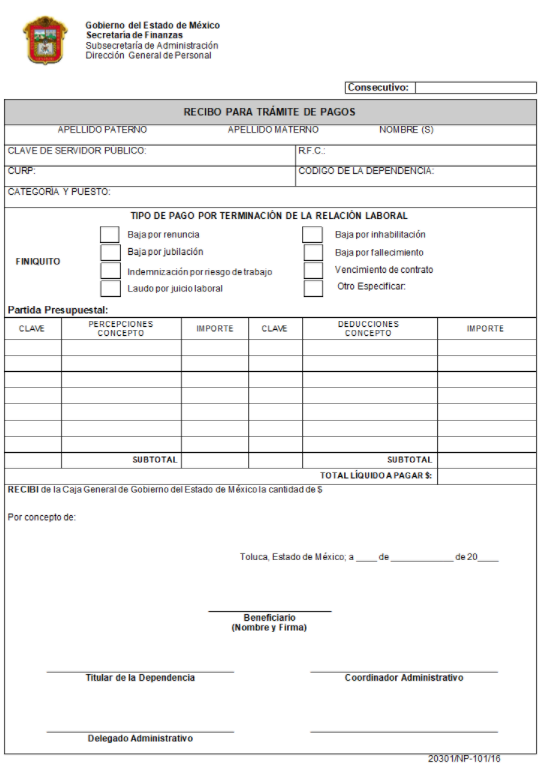 Gobierno del Estado de México
Secretaría de Finanzas
Subsecretaría de Administración
Dirección General de Personal
Consecutivo:
RECIBO PARA TRÁMITE DE PAGOS
APELLIDO PATERNO APELLIDO MATERNO NOMBRE (S)
CLAVE DE SERVIDOR PÚBLICO: R.F.C.:
CURP: CODIGO DE LA DEPENDENCIA:
CATEGORÍA Y PUESTO:
TIPO DE PAGO POR TERMINACIÓN DE LA RELACIÓN LABORAL
FINIQUITO
Baja por renuncia Baja por inhabilitación
Baja por jubilación Baja por fallecimiento
Indemnización por riesgo de trabajo Vencimiento de contrato
Laudo por juicio laboral Otro Especificar:
Partida Presupuestal:
CLAVE PERCEPCIONES CONCEPTO IMPORTE CLAVE DEDUCCIONES CONCEPTO IMPORTE
SUBTOTAL SUBTOTAL
TOTAL LÍQUIDO A PAGAR $:
RECIBI de la Caja General de Gobierno del Estado de México la cantidad de $
Por concepto de:
Toluca, Estado de México; a ____ de _____________ de 20____
Beneficiario
(Nombre y Firma)
Titular de la Dependencia Coordinador Administrativo
Delegado Administrativo
20301/NP-101/16